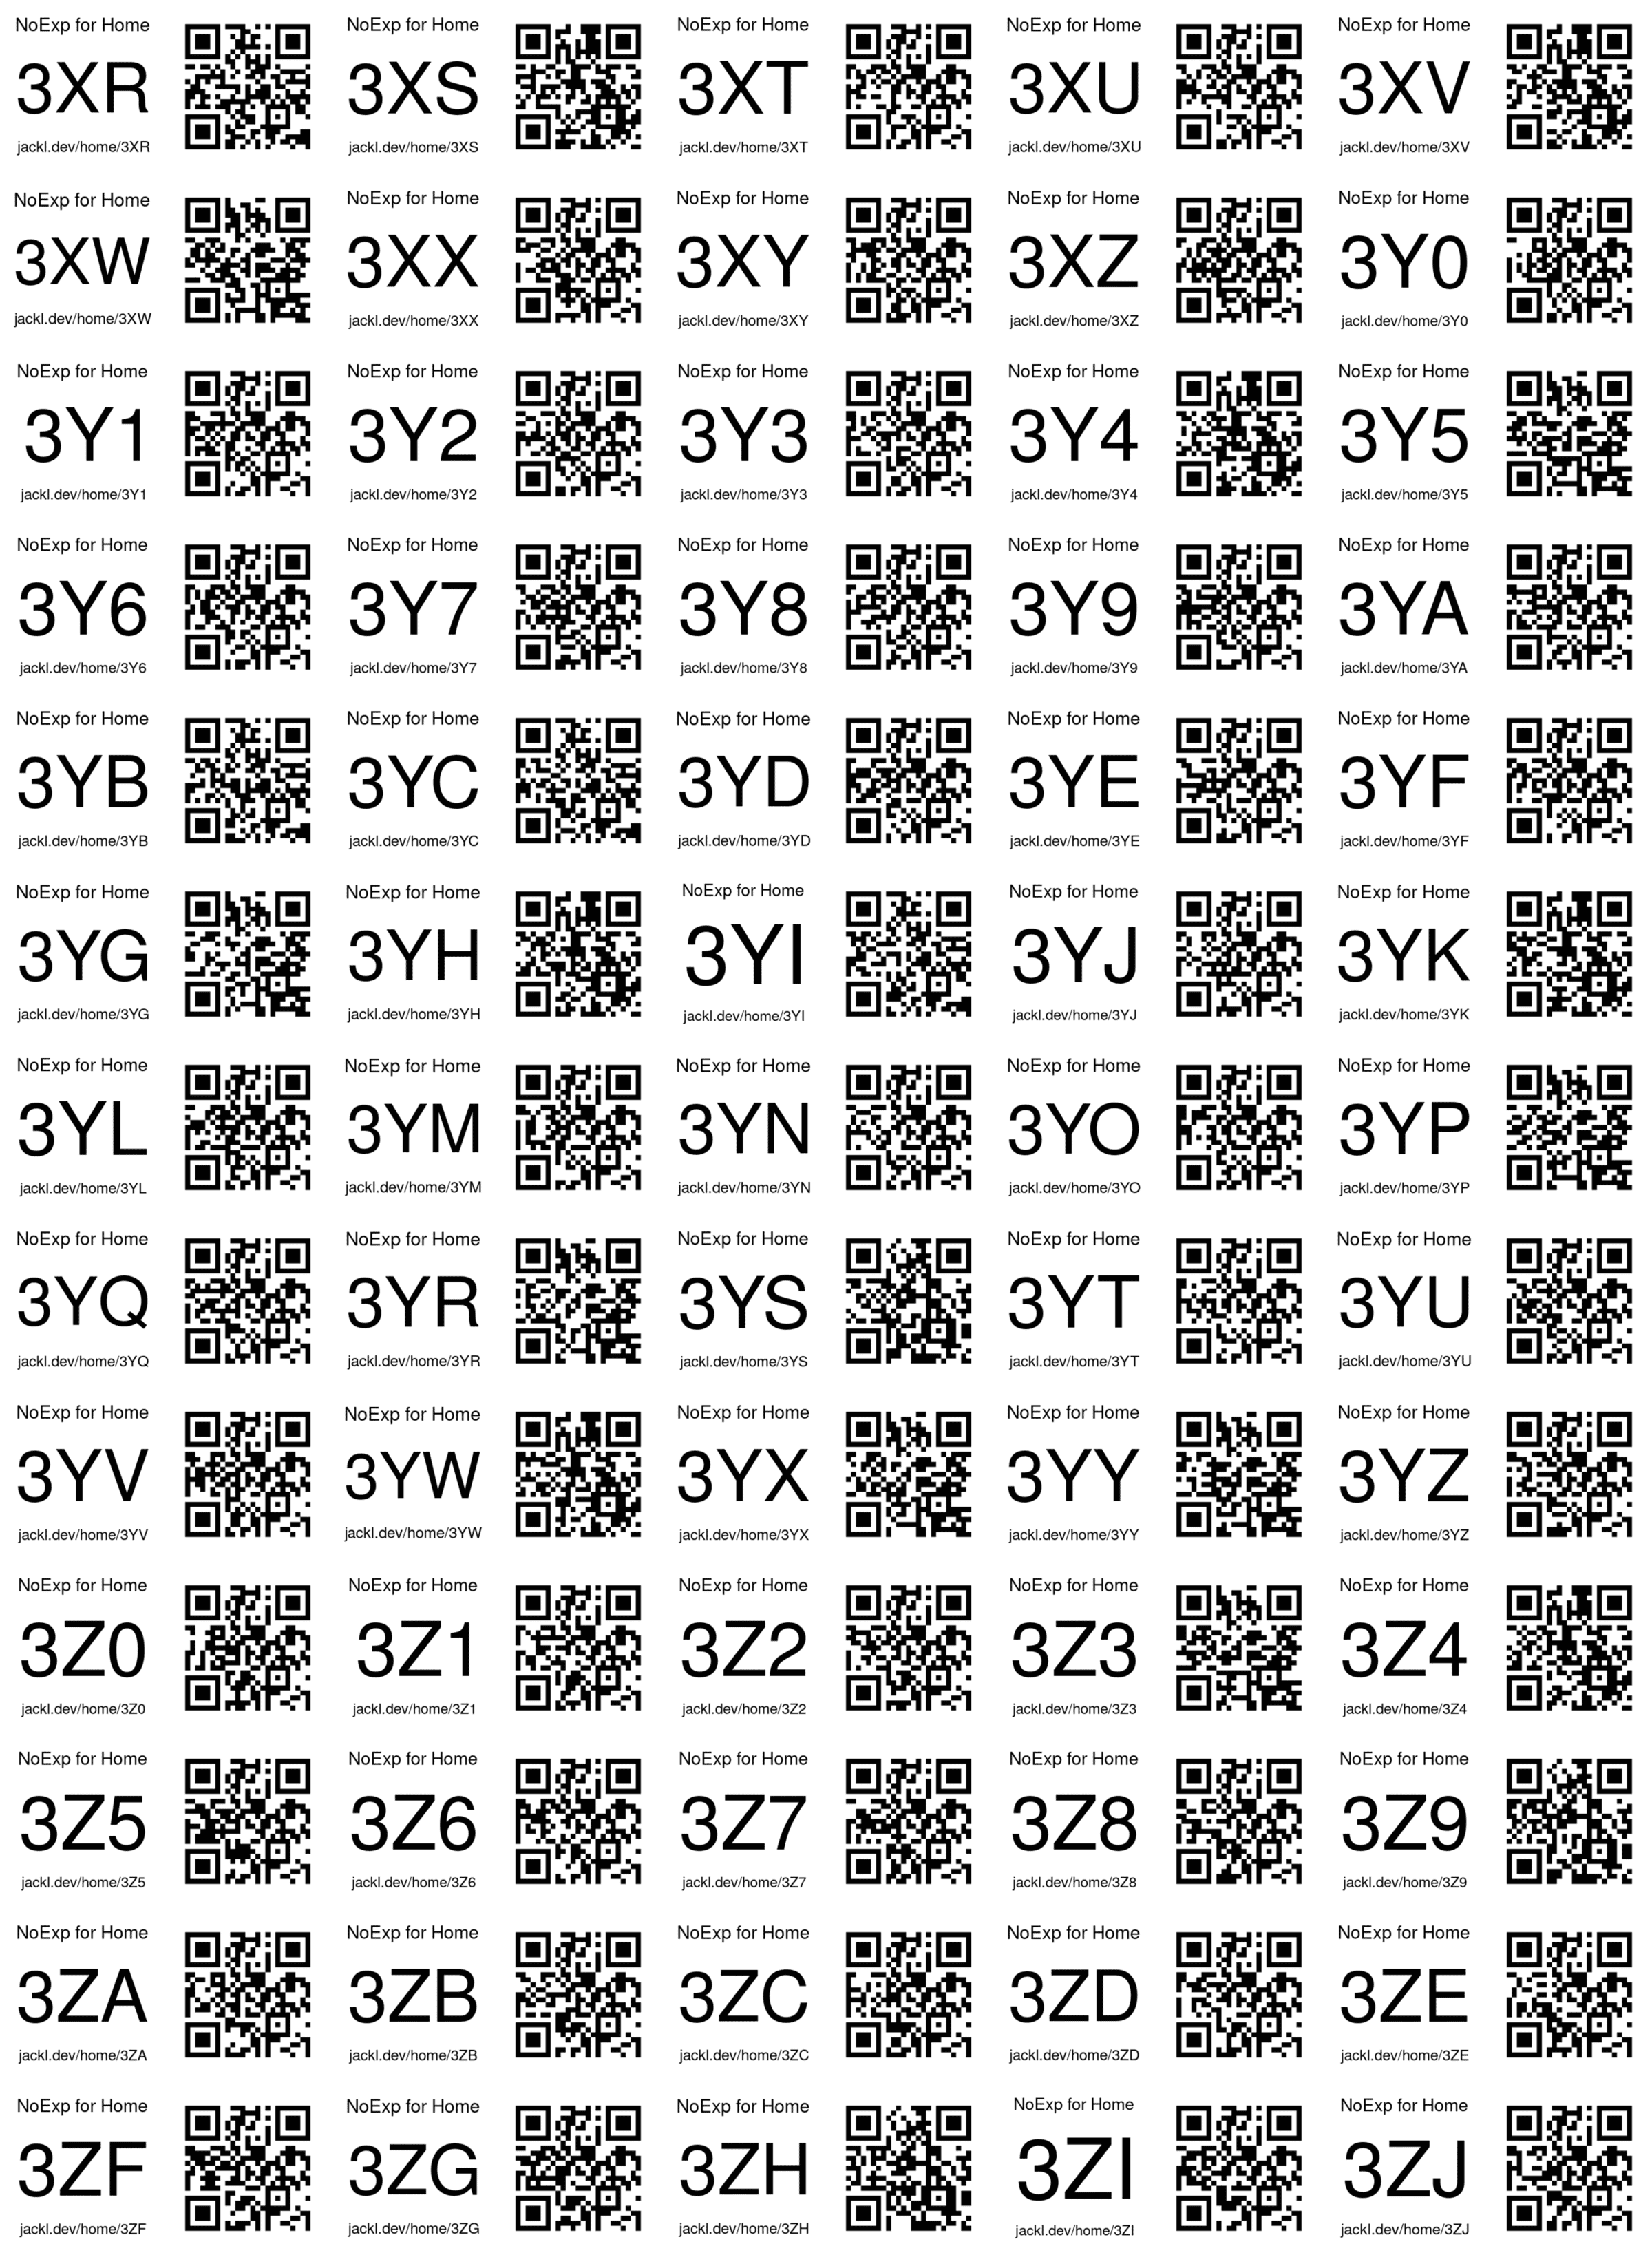 NoExp for Home
3XR
jackl.dev/home/3XR
NoExp for Home
3XS
jackl.dev/home/3XS
NoExp for Home
3XT
jackl.dev/home/3XT
NoExp for Home
3XU
jackl.dev/home/3XU
NoExp for Home
3XV
jackl.dev/home/3XV
NoExp for Home
3XW
jackl.dev/home/3XW
NoExp for Home
3XX
jackl.dev/home/3XX
NoExp for Home
3XY
jackl.dev/home/3XY
NoExp for Home
3XZ
jackl.dev/home/3XZ
NoExp for Home
3Y0
jackl.dev/home/3Y0
NoExp for Home
3Y1
jackl.dev/home/3Y1
NoExp for Home
3Y2
jackl.dev/home/3Y2
NoExp for Home
3Y3
jackl.dev/home/3Y3
NoExp for Home
3Y4
jackl.dev/home/3Y4
NoExp for Home
3Y5
jackl.dev/home/3Y5
NoExp for Home
3Y6
jackl.dev/home/3Y6
NoExp for Home
3Y7
jackl.dev/home/3Y7
NoExp for Home
3Y8
jackl.dev/home/3Y8
NoExp for Home
3Y9
jackl.dev/home/3Y9
NoExp for Home
3YA
jackl.dev/home/3YA
NoExp for Home
3YB
jackl.dev/home/3YB
NoExp for Home
3YC
jackl.dev/home/3YC
NoExp for Home
3YD
jackl.dev/home/3YD
NoExp for Home
3YE
jackl.dev/home/3YE
NoExp for Home
3YF
jackl.dev/home/3YF
NoExp for Home
3YG
jackl.dev/home/3YG
NoExp for Home
3YH
jackl.dev/home/3YH
NoExp for Home
3YI
jackl.dev/home/3YI
NoExp for Home
3YJ
jackl.dev/home/3YJ
NoExp for Home
3YK
jackl.dev/home/3YK
NoExp for Home
3YL
jackl.dev/home/3YL
NoExp for Home
3YM
jackl.dev/home/3YM
NoExp for Home
3YN
jackl.dev/home/3YN
NoExp for Home
3YO
jackl.dev/home/3YO
NoExp for Home
3YP
jackl.dev/home/3YP
NoExp for Home
3YQ
jackl.dev/home/3YQ
NoExp for Home
3YR
jackl.dev/home/3YR
NoExp for Home
3YS
jackl.dev/home/3YS
NoExp for Home
3YT
jackl.dev/home/3YT
NoExp for Home
3YU
jackl.dev/home/3YU
NoExp for Home
3YV
jackl.dev/home/3YV
NoExp for Home
3YW
jackl.dev/home/3YW
NoExp for Home
3YX
jackl.dev/home/3YX
NoExp for Home
3YY
jackl.dev/home/3YY
NoExp for Home
3YZ
jackl.dev/home/3YZ
NoExp for Home
3Z0
jackl.dev/home/3Z0
NoExp for Home
3Z1
jackl.dev/home/3Z1
NoExp for Home
3Z2
jackl.dev/home/3Z2
NoExp for Home
3Z3
jackl.dev/home/3Z3
NoExp for Home
3Z4
jackl.dev/home/3Z4
NoExp for Home
3Z5
jackl.dev/home/3Z5
NoExp for Home
3Z6
jackl.dev/home/3Z6
NoExp for Home
3Z7
jackl.dev/home/3Z7
NoExp for Home
3Z8
jackl.dev/home/3Z8
NoExp for Home
3Z9
jackl.dev/home/3Z9
NoExp for Home
3ZA
jackl.dev/home/3ZA
NoExp for Home
3ZB
jackl.dev/home/3ZB
NoExp for Home
3ZC
jackl.dev/home/3ZC
NoExp for Home
3ZD
jackl.dev/home/3ZD
NoExp for Home
3ZE
jackl.dev/home/3ZE
NoExp for Home
3ZF
jackl.dev/home/3ZF
NoExp for Home
3ZG
jackl.dev/home/3ZG
NoExp for Home
3ZH
jackl.dev/home/3ZH
NoExp for Home
3ZI
jackl.dev/home/3ZI
NoExp for Home
3ZJ
jackl.dev/home/3ZJ